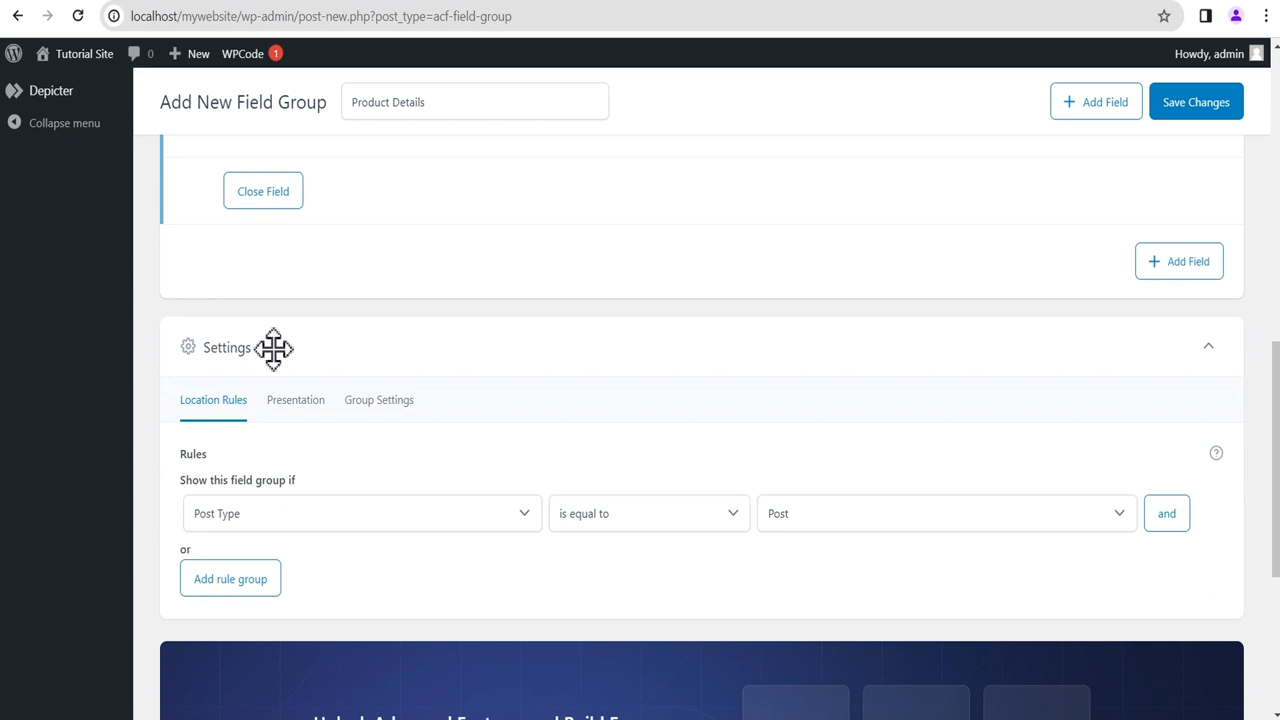 localhost/mywebsite/wp-admin/post-new.php?post_type=acf-field-group
Tutorial Site 0 New WPCode 1 Howdy, admin
Depicter
Collapse menu
Add New Field Group Product Details + Add Field Save Changes
Close Field
+ Add Field
Settings
Location Rules Presentation Group Settings
Rules
Show this field group if
Post Type is equal to Post and
or
Add rule group